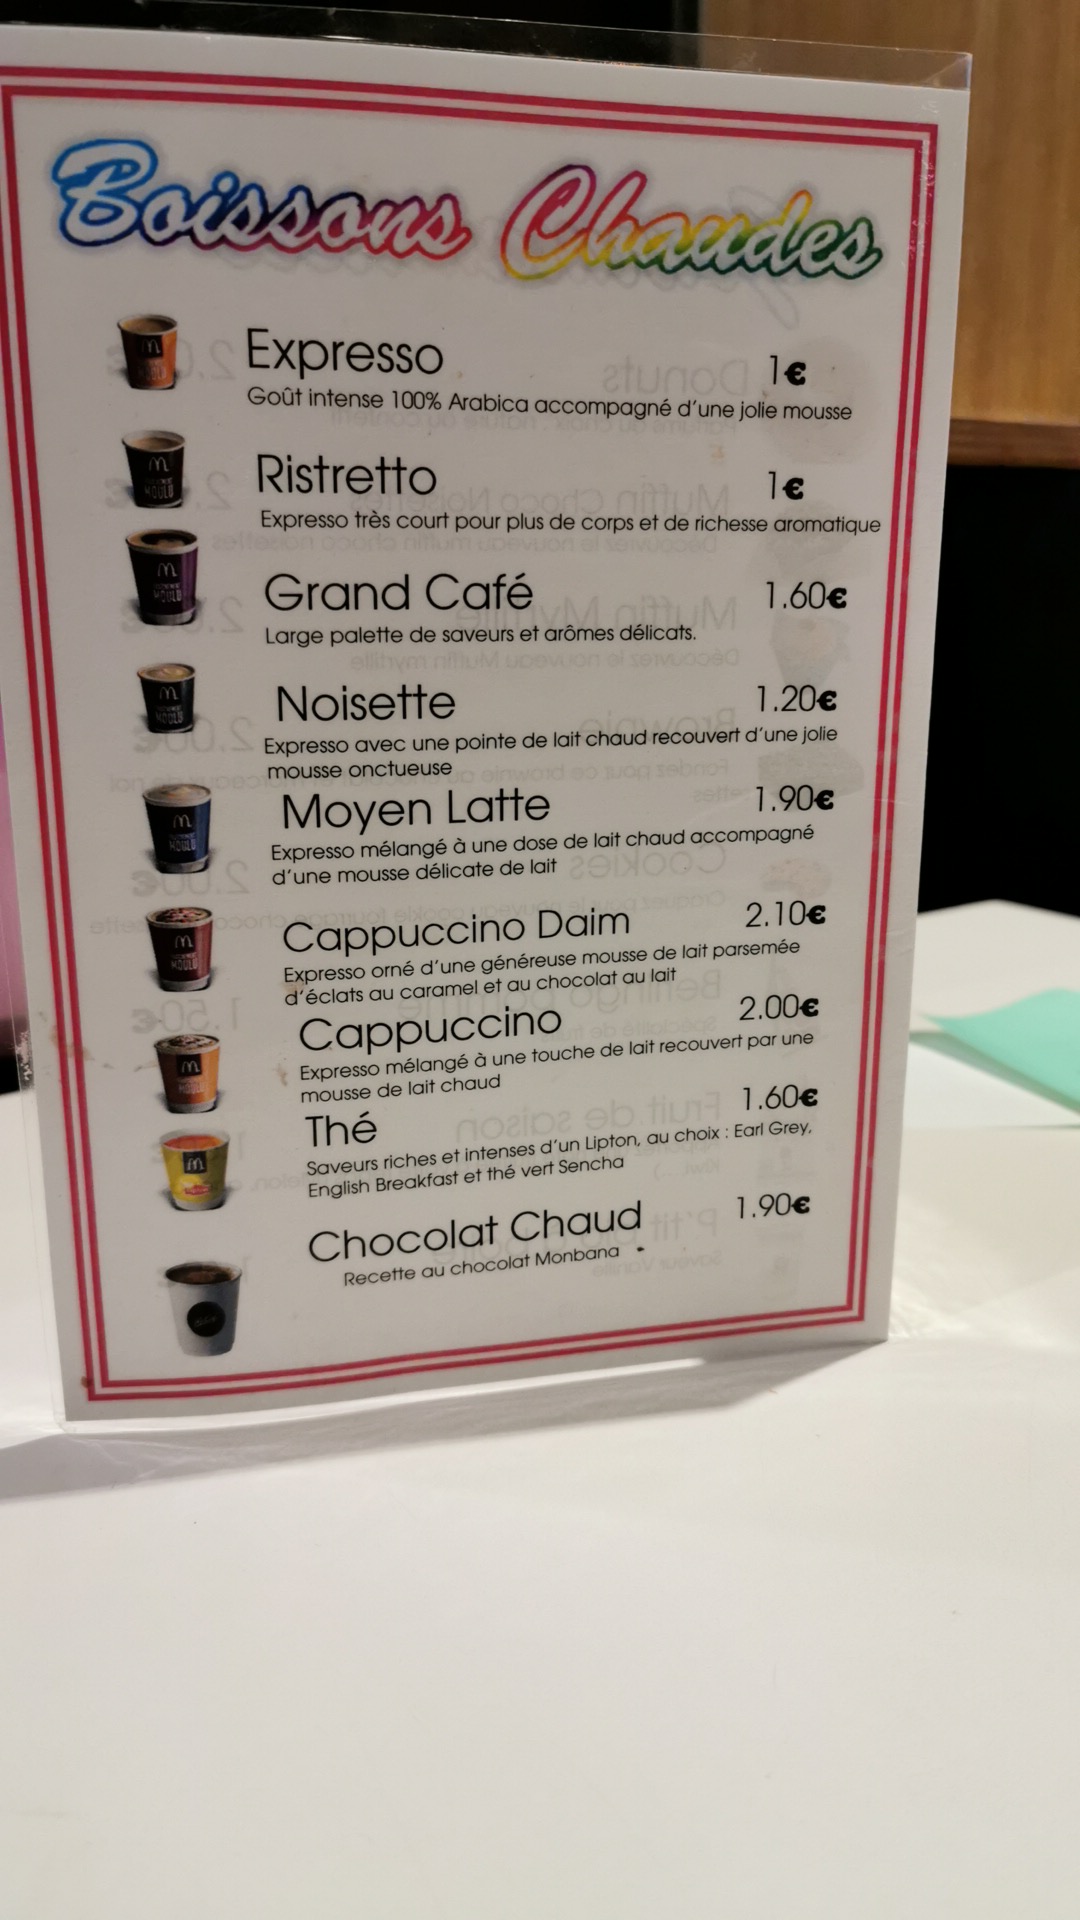 Boissons Chaudes
Expresso 1€
Goût intense 100% Arabica accompagné d'une jolie mousse
Ristretto 1€
Expresso très court pour plus de corps et de richesse aromatique
Grand Café 1.60€
Large palette de saveurs et arômes délicats.
Noisette 1.20€
Expresso avec une pointe de lait chaud recouvert d'une jolie
mousse onctueuse
Moyen Latte 1.90€
Expresso mélangé à une dose de lait chaud accompagné
d'une mousse délicate de lait
Cappuccino Daim 2.10€
Expresso orné d'une généreuse mousse de lait parsemée
d'éclats au caramel et au chocolat au lait
Cappuccino 2.00€
Expresso mélangé à une touche de lait recouvert par une
mousse de lait chaud
Thé 1.60€
Saveurs riches et intenses d'un Lipton, au choix : Earl Grey,
English Breakfast et thé vert Sencha
Chocolat Chaud 1.90€
Recette au chocolat Monbana